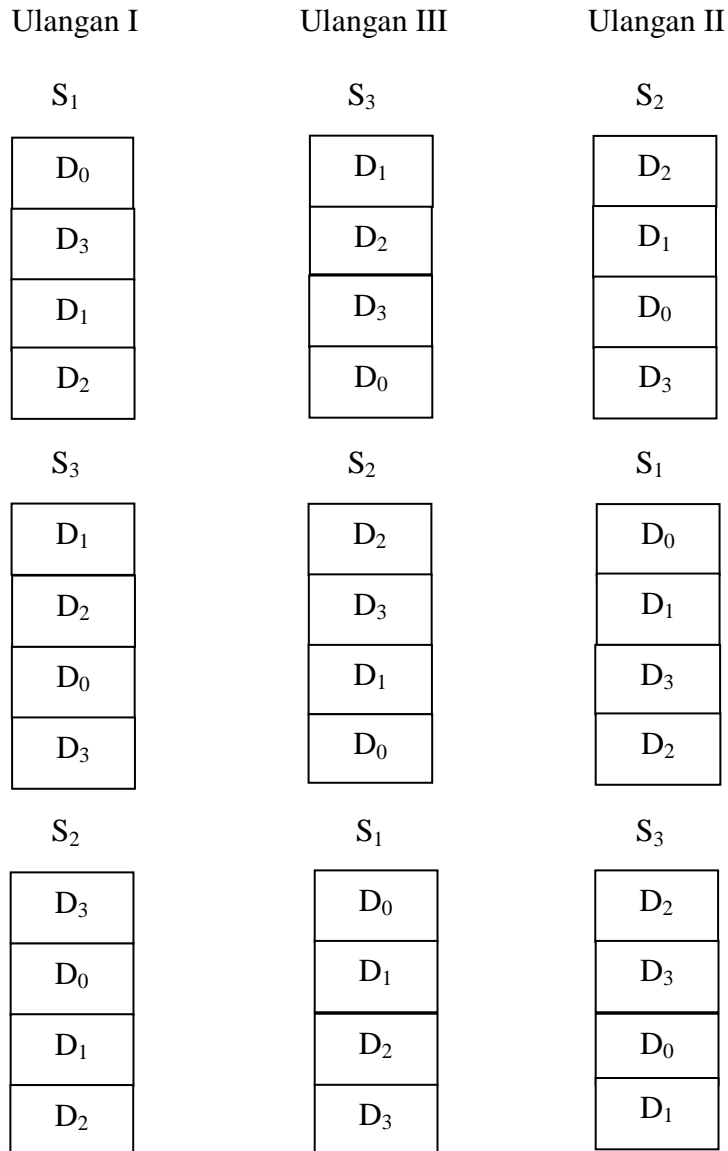 Ulangan I Ulangan III Ulangan II
S₁ S₃ S₂
D₀ D₁ D₂
D₃ D₂ D₁
D₁ D₃ D₀
D₂ D₀ D₃
S₃ S₂ S₁
D₁ D₂ D₀
D₂ D₃ D₁
D₀ D₁ D₃
D₃ D₀ D₂
S₂ S₁ S₃
D₃ D₀ D₂
D₀ D₁ D₃
D₁ D₂ D₀
D₂ D₃ D₁